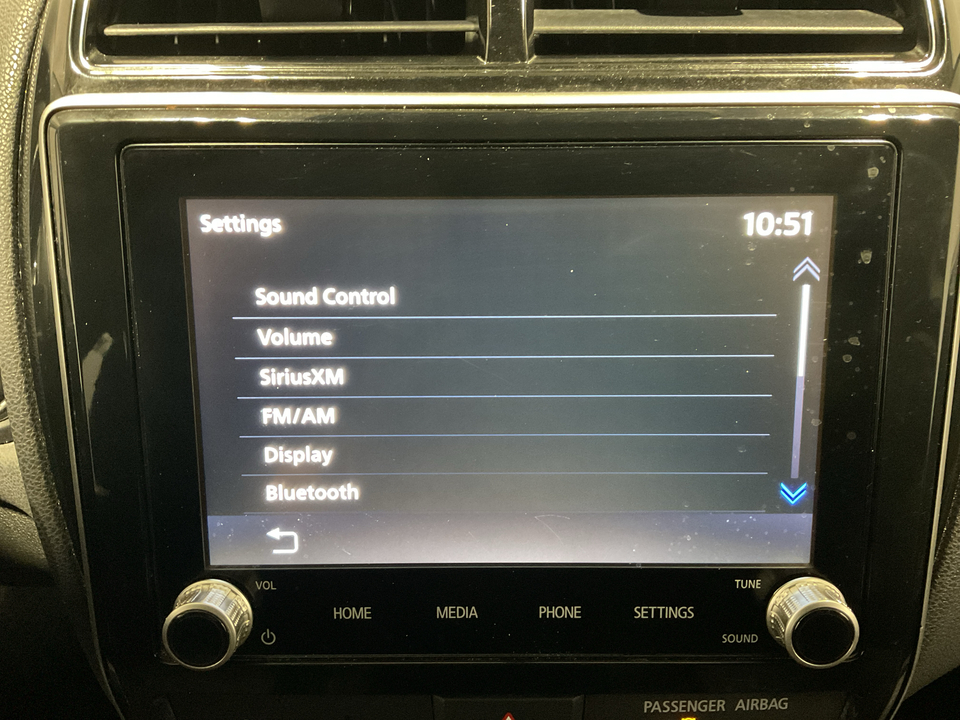 Settings
10:51
Sound Control
Volume
SiriusXM
FM/AM
Display
Bluetooth
VOL
TUNE
HOME
MEDIA
PHONE
SETTINGS
SOUND
PASSENGER AIRBAG